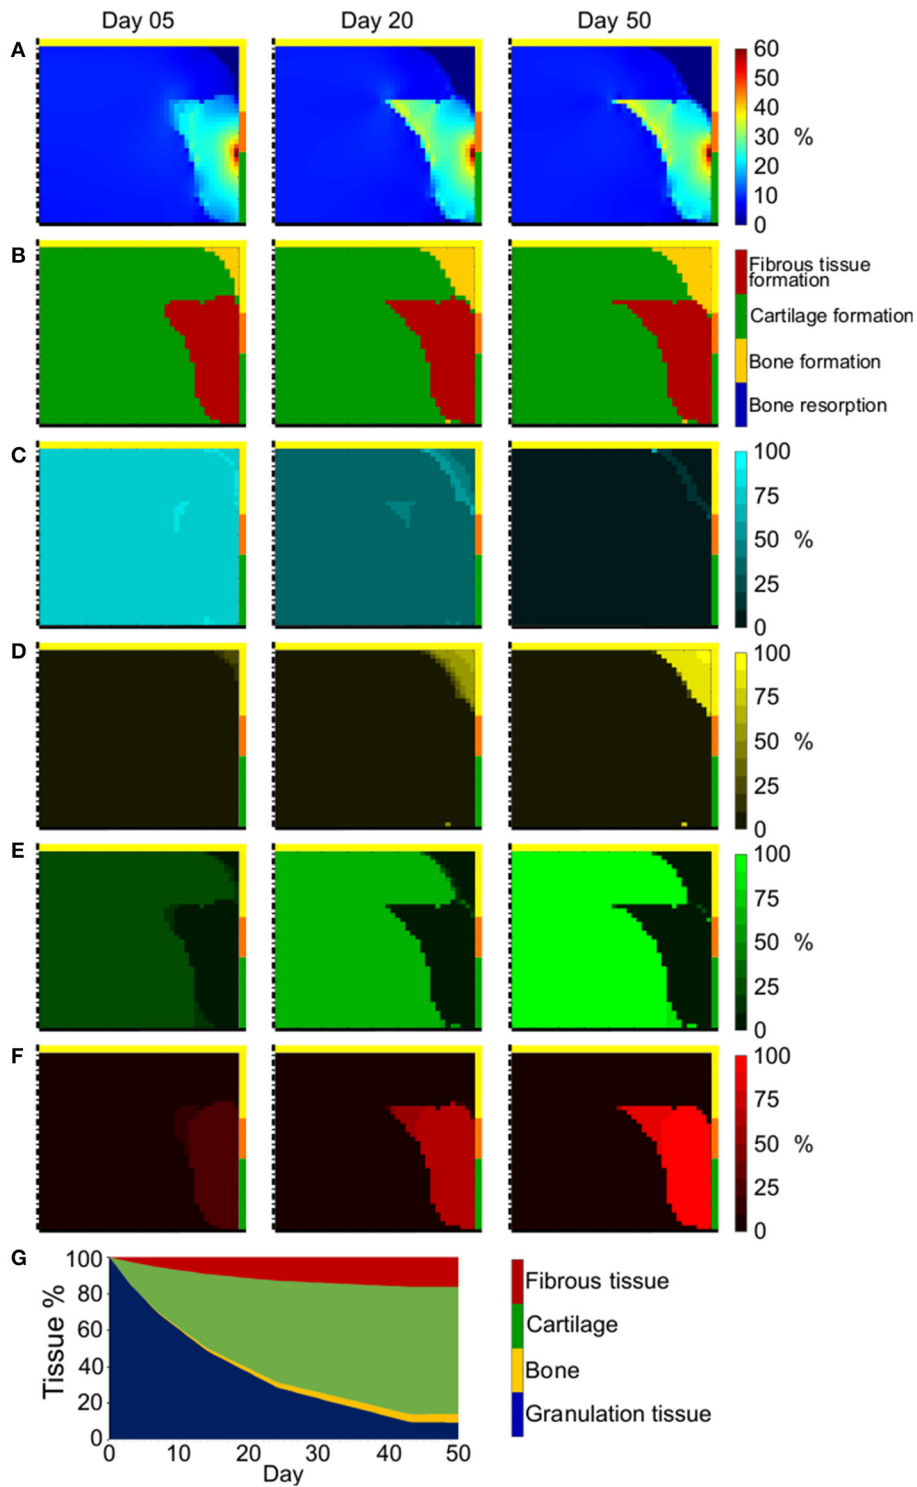 Day 05 Day 20 Day 50
A
60
50
40
30 %
20
10
0
B
Fibrous tissue
formation
Cartilage formation
Bone formation
Bone resorption
C
100
75
50 %
25
0
D
100
75
50 %
25
0
E
100
75
50 %
25
0
F
100
75
50 %
25
0
G
Tissue %
100
80
60
40
20
0
0 10 20 30 40 50
Day
Fibrous tissue
Cartilage
Bone
Granulation tissue